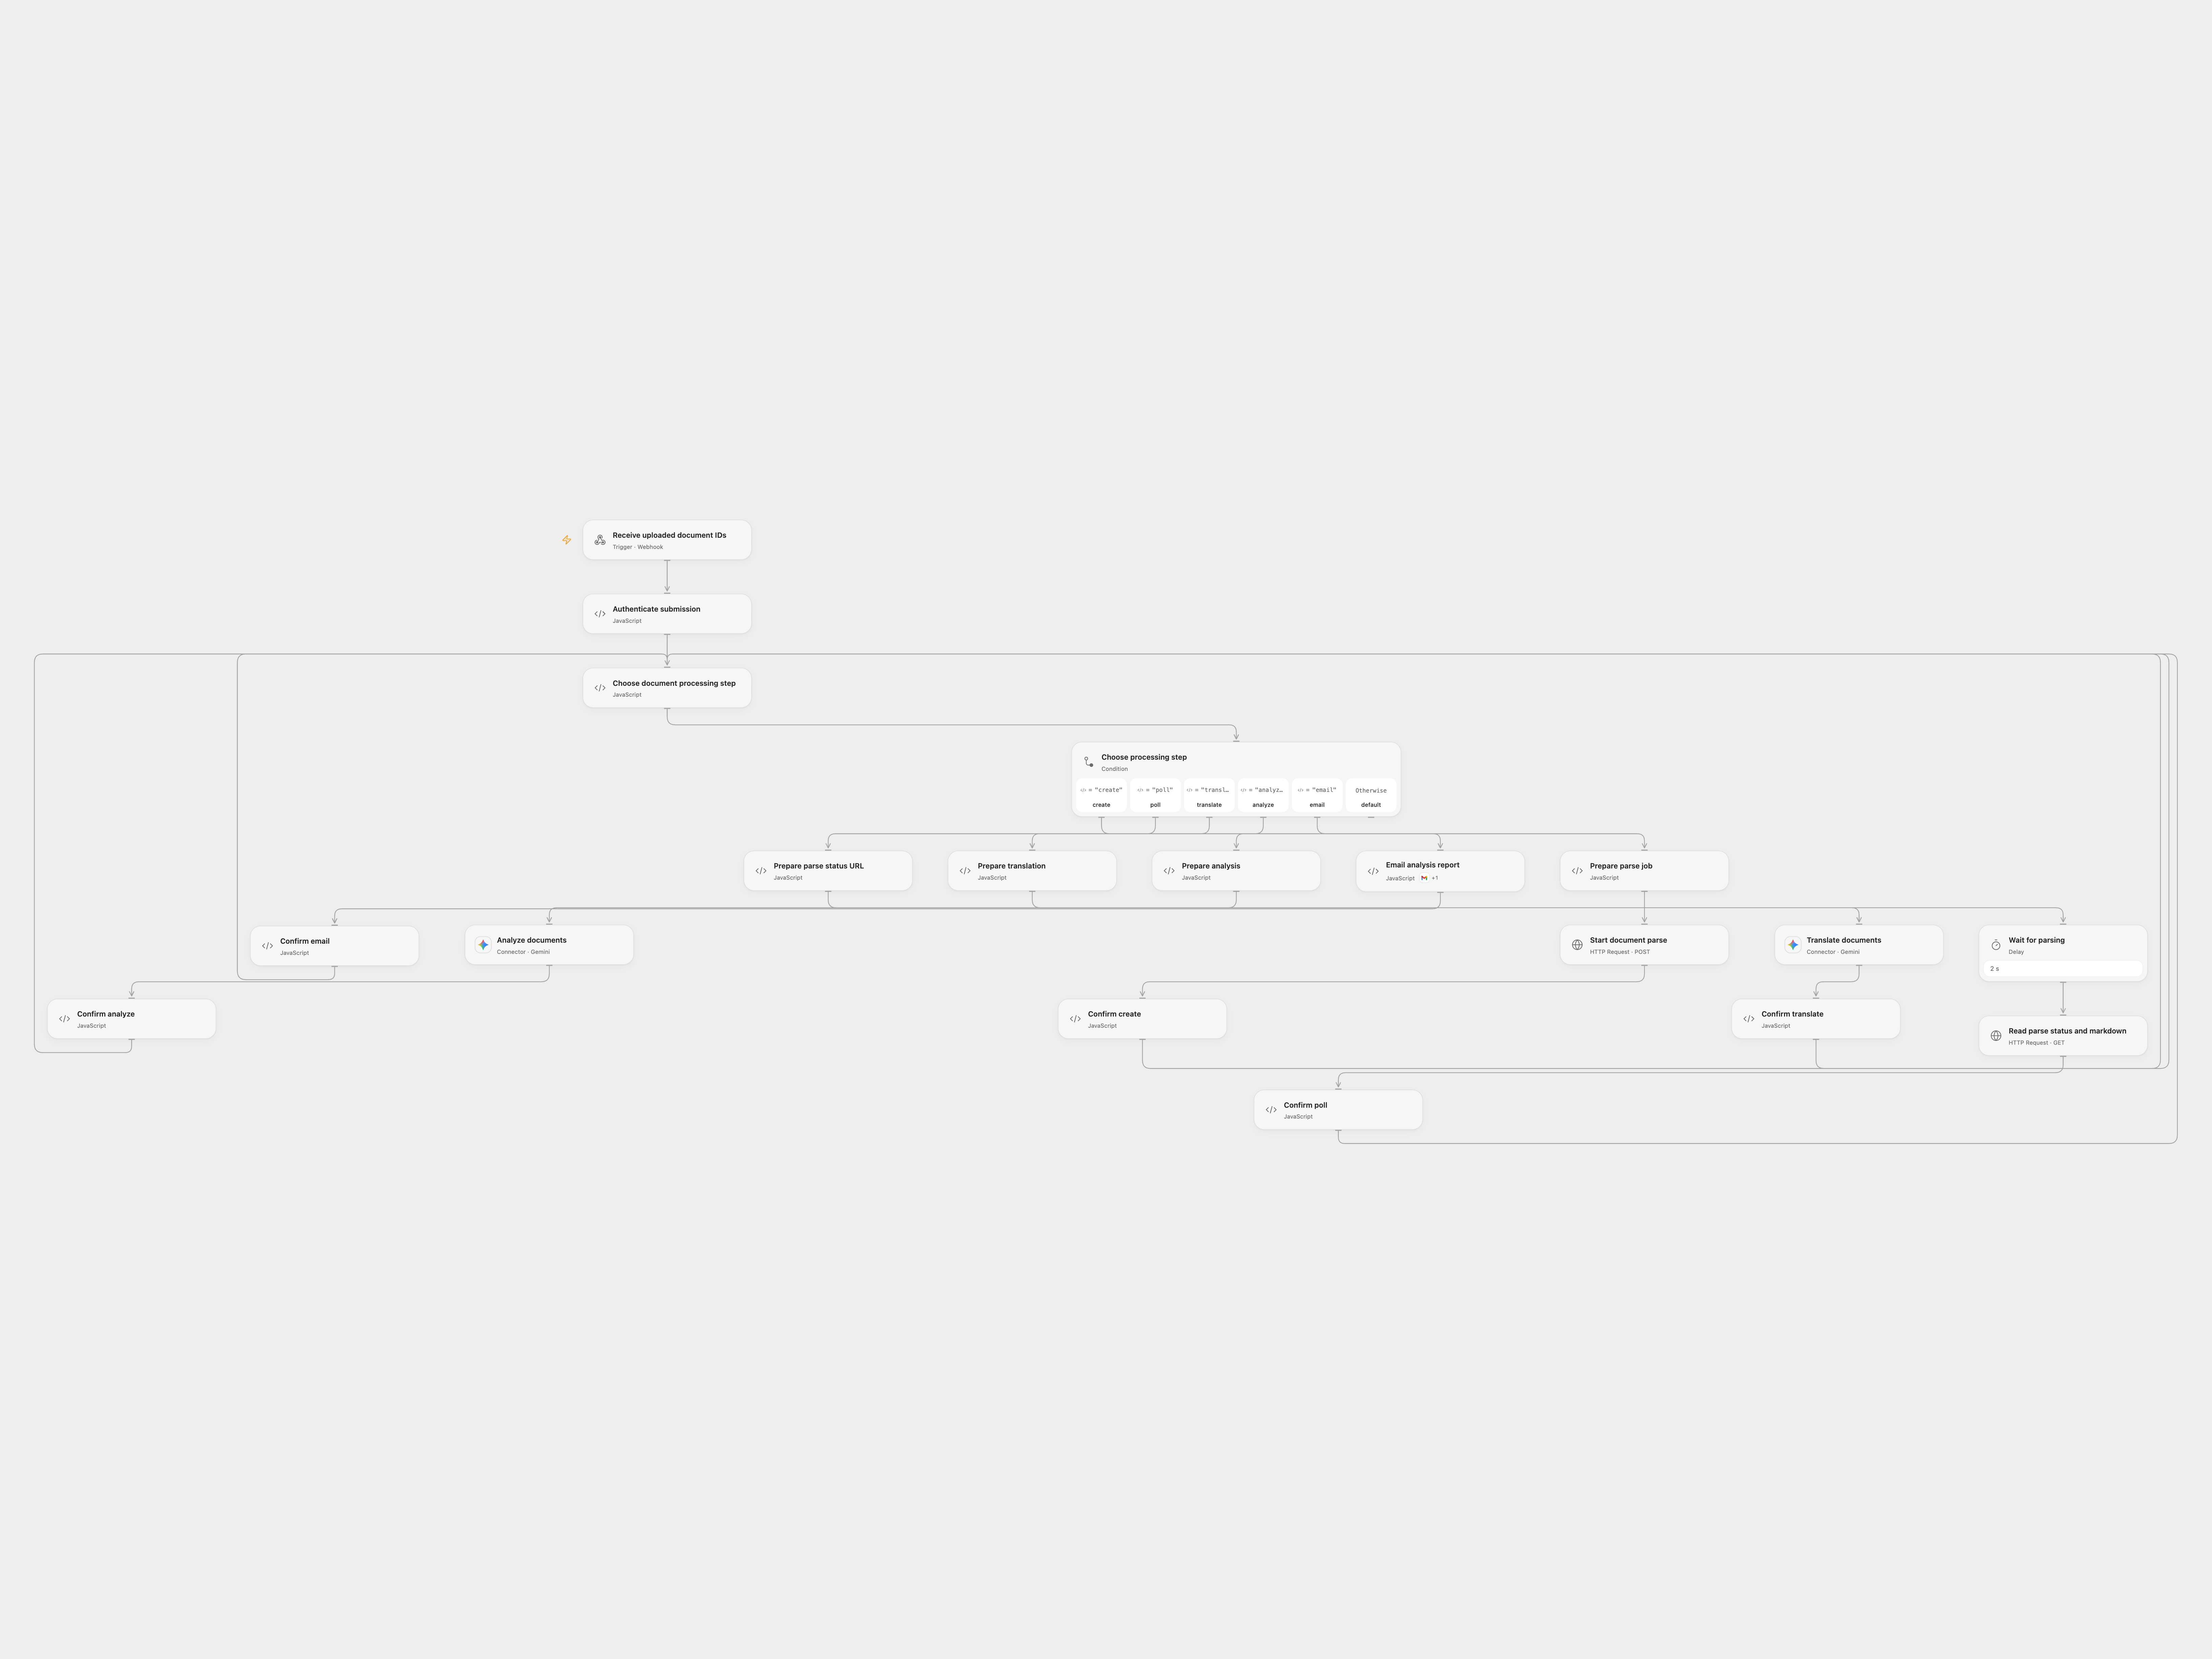 Receive uploaded document IDs
Trigger · Webhook
Authenticate submission
JavaScript
Choose document processing step
JavaScript
Choose processing step
Condition
</> = "create"
create
</> = "poll"
poll
</> = "transl…
translate
</> = "analyz…
analyze
</> = "email"
email
Otherwise
default
Prepare parse status URL
JavaScript
Prepare translation
JavaScript
Prepare analysis
JavaScript
Email analysis report
JavaScript +1
Prepare parse job
JavaScript
Confirm email
JavaScript
Analyze documents
Connector · Gemini
Start document parse
HTTP Request · POST
Translate documents
Connector · Gemini
Wait for parsing
Delay
2 s
Confirm analyze
JavaScript
Confirm create
JavaScript
Confirm translate
JavaScript
Read parse status and markdown
HTTP Request · GET
Confirm poll
JavaScript